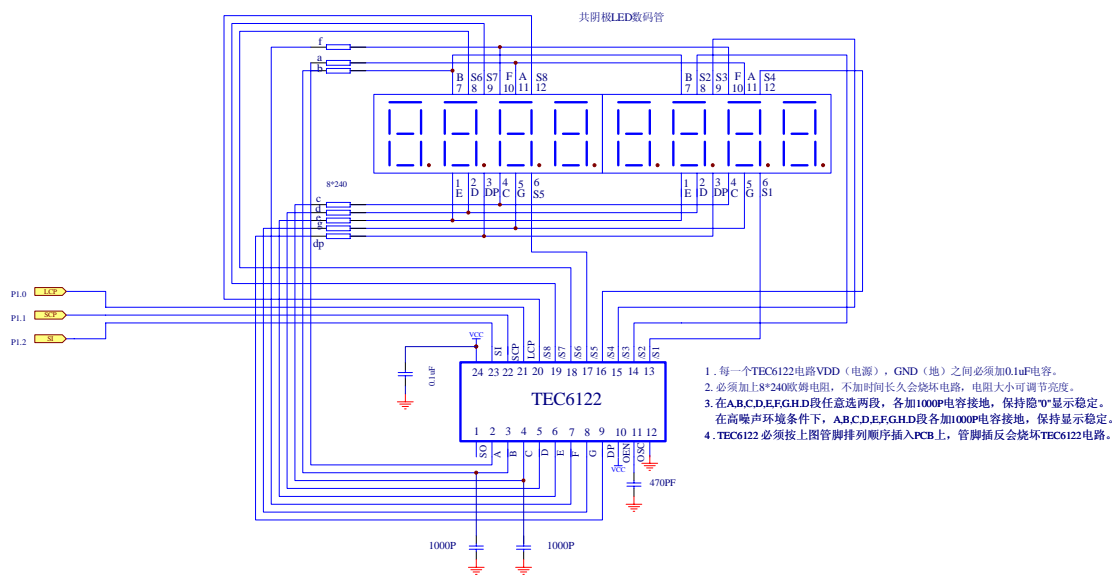 共阴极LED数码管
f
a
b
B S6 S7 F A S8
7 8 9 10 11 12
B S2 S3 F A S4
7 8 9 10 11 12
1 2 3 4 5 6
E D DP C G S5
1 2 3 4 5 6
E D DP C G S1
8*240
c
d
e
g
dp
P1.0 LCP
P1.1 SCP
P1.2 SI
VCC
0.1uF
SI SCP LCP /S8 /S7 /S6 /S5 /S4 /S3 /S2 /S1
24 23 22 21 20 19 18 17 16 15 14 13
TEC6122
1 2 3 4 5 6 7 8 9 10 11 12
SO A B C D E F G DP OEN OSC
VCC
470PF
1000P
1000P
1．每一个TEC6122电路VDD（电源），GND（地）之间必须加0.1uF电容。
2．必须加上8*240欧姆电阻，不加时间长久会烧坏电路，电阻大小可调节亮度。
3．在A,B,C,D,E,F,G.H.D段任意选两段，各加1000P电容接地，保持隐"0"显示稳定。
在高噪声环境条件下，A,B,C,D,E,F,G.H.D段各加1000P电容接地，保持显示稳定。
4．TEC6122 必须按上图管脚排列顺序插入PCB上，管脚插反会烧坏TEC6122电路。